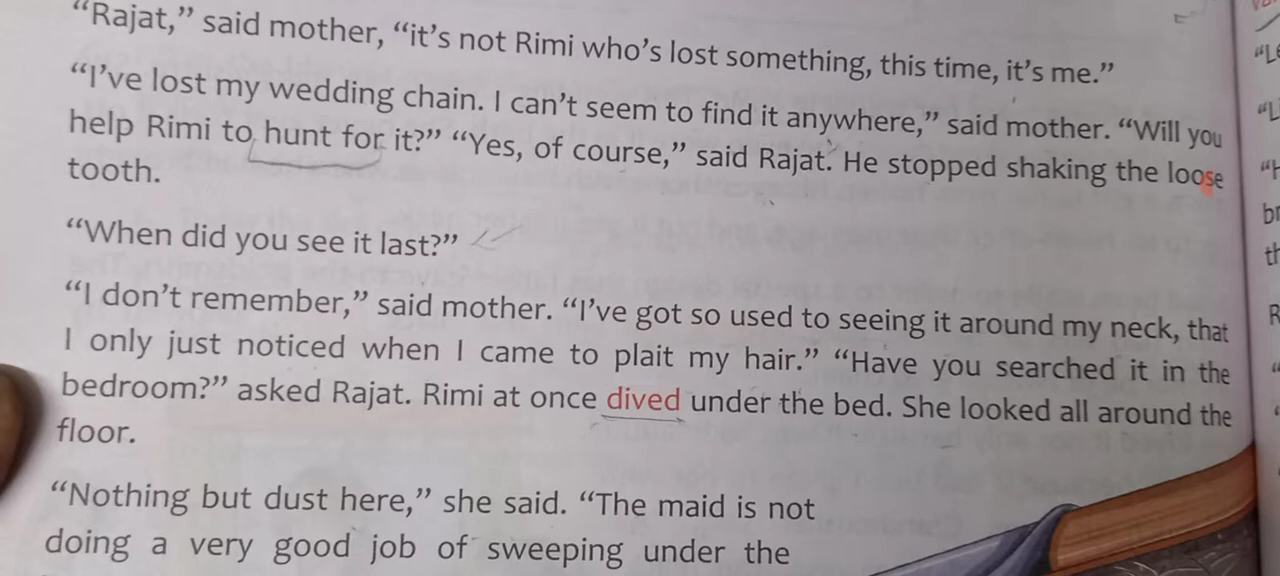 “Rajat,” said mother, “it’s not Rimi who’s lost something, this time, it’s me.”
“I’ve lost my wedding chain. I can’t seem to find it anywhere,” said mother. “Will you
help Rimi to hunt for it?” “Yes, of course,” said Rajat. He stopped shaking the loose
tooth.
“When did you see it last?”
“I don’t remember,” said mother. “I’ve got so used to seeing it around my neck, that
I only just noticed when I came to plait my hair.” “Have you searched it in the
bedroom?” asked Rajat. Rimi at once dived under the bed. She looked all around the
floor.
“Nothing but dust here,” she said. “The maid is not
doing a very good job of sweeping under the